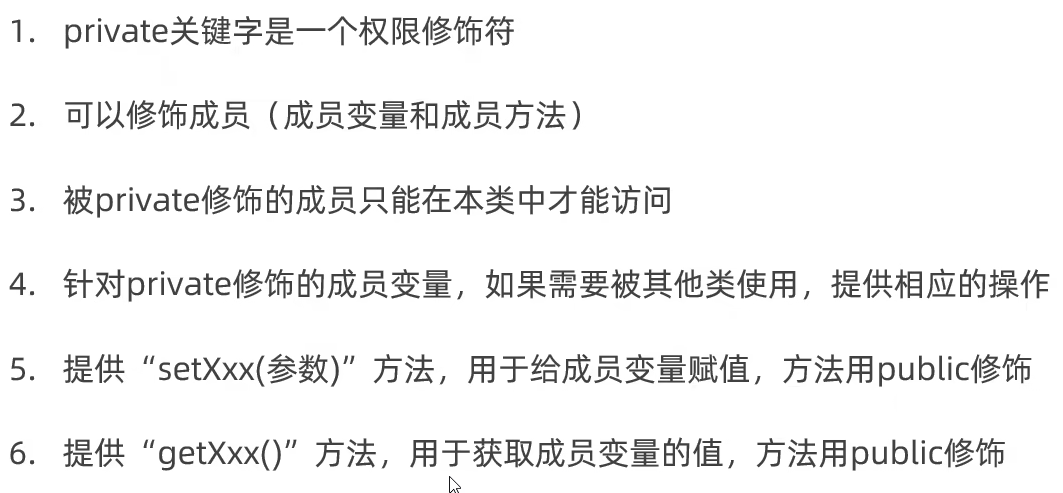 1. private关键字是一个权限修饰符
2. 可以修饰成员（成员变量和成员方法）
3. 被private修饰的成员只能在本类中才能访问
4. 针对private修饰的成员变量，如果需要被其他类使用，提供相应的操作
5. 提供“setXxx(参数)”方法，用于给成员变量赋值，方法用public修饰
6. 提供“getXxx()”方法，用于获取成员变量的值，方法用public修饰